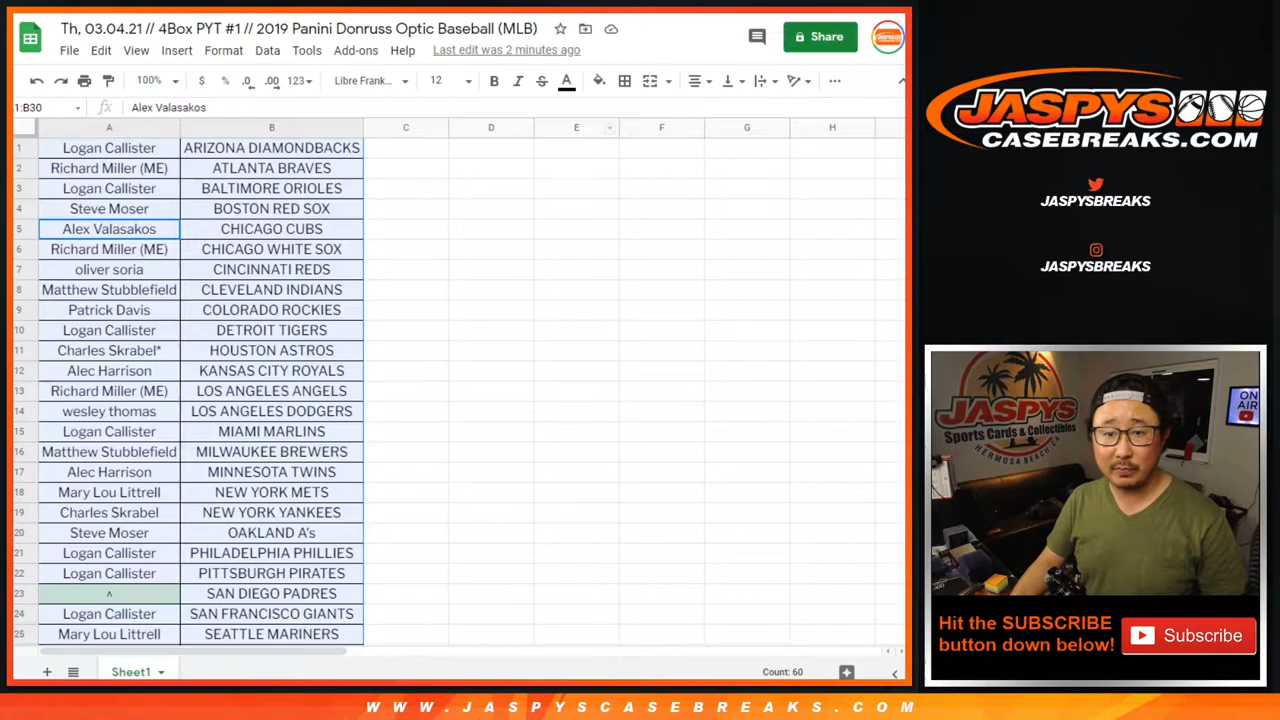 Th, 03.04.21 // 4Box PYT #1 // 2019 Panini Donruss Optic Baseball (MLB)
File Edit View Insert Format Data Tools Add-ons Help Last edit was 2 minutes ago
Share
100% $ % .0 .00 123 Libre Frank... 12 B I S A
1:B30 fx Alex Valasakos
A B C D E F G H
1 Logan Callister ARIZONA DIAMONDBACKS
2 Richard Miller (ME) ATLANTA BRAVES
3 Logan Callister BALTIMORE ORIOLES
4 Steve Moser BOSTON RED SOX
5 Alex Valasakos CHICAGO CUBS
6 Richard Miller (ME) CHICAGO WHITE SOX
7 oliver soria CINCINNATI REDS
8 Matthew Stubblefield CLEVELAND INDIANS
9 Patrick Davis COLORADO ROCKIES
10 Logan Callister DETROIT TIGERS
11 Charles Skrabel* HOUSTON ASTROS
12 Alec Harrison KANSAS CITY ROYALS
13 Richard Miller (ME) LOS ANGELES ANGELS
14 wesley thomas LOS ANGELES DODGERS
15 Logan Callister MIAMI MARLINS
16 Matthew Stubblefield MILWAUKEE BREWERS
17 Alec Harrison MINNESOTA TWINS
18 Mary Lou Littrell NEW YORK METS
19 Charles Skrabel NEW YORK YANKEES
20 Steve Moser OAKLAND A's
21 Logan Callister PHILADELPHIA PHILLIES
22 Logan Callister PITTSBURGH PIRATES
23 ^ SAN DIEGO PADRES
24 Logan Callister SAN FRANCISCO GIANTS
25 Mary Lou Littrell SEATTLE MARINERS
Sheet1 Count: 60
JASPYS
CASEBREAKS.COM
JASPYSBREAKS
JASPYSBREAKS
JASPYS
Sports Cards & Collectibles
HERMOSA BEACH, CA
ON AIR
Hit the SUBSCRIBE
button down below!
Subscribe
WWW.JASPYSCASEBREAKS.COM